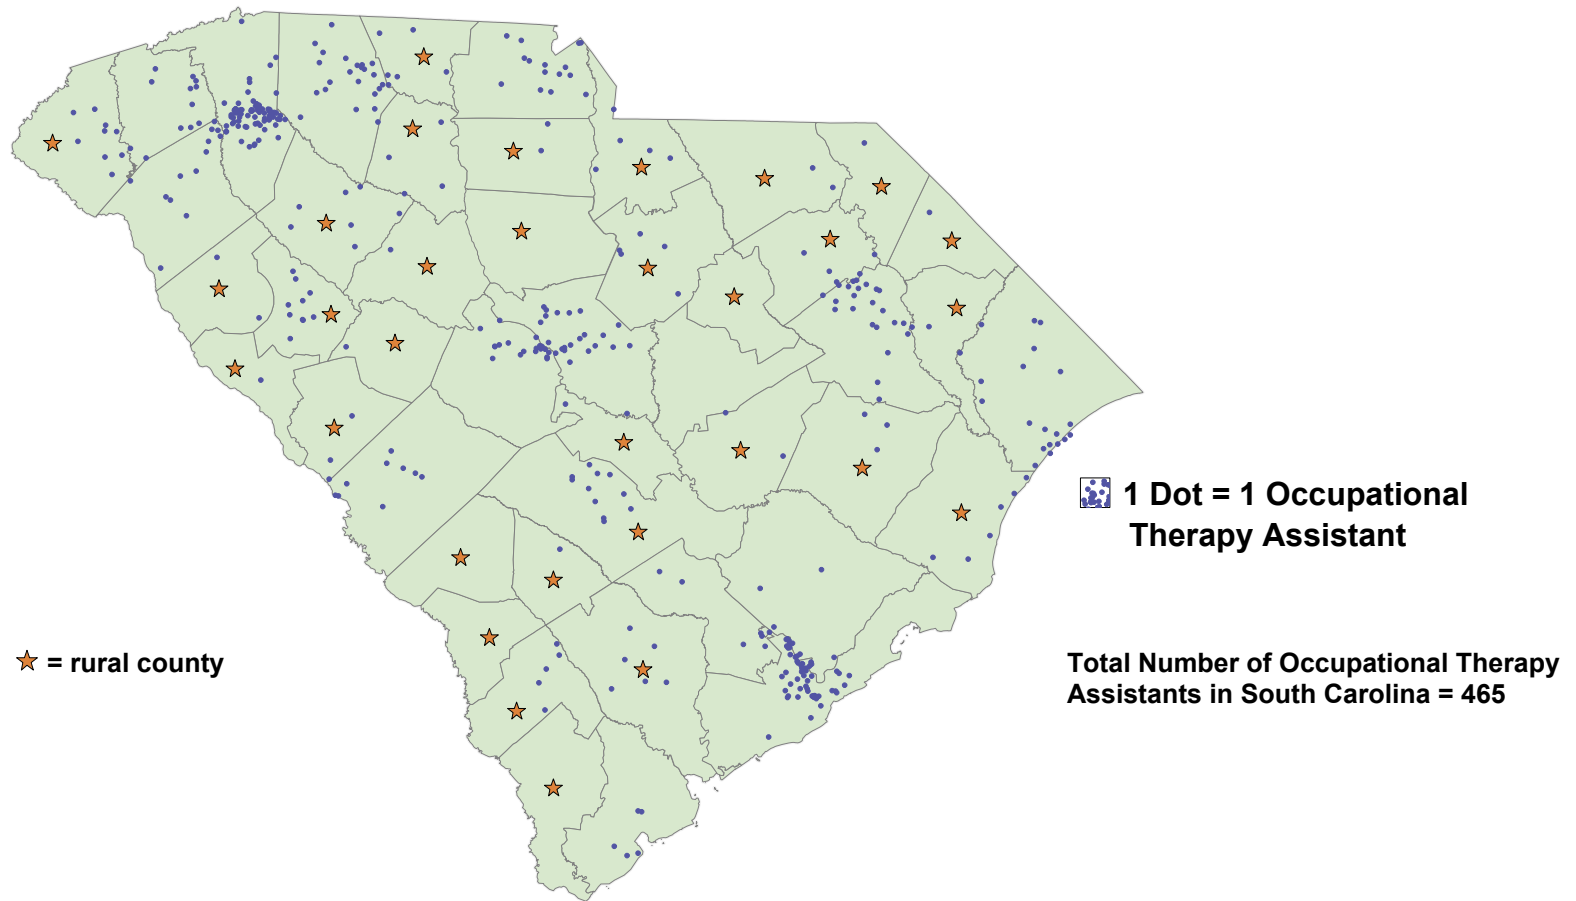 1 Dot = 1 Occupational
Therapy Assistant
= rural county
Total Number of Occupational Therapy
Assistants in South Carolina = 465